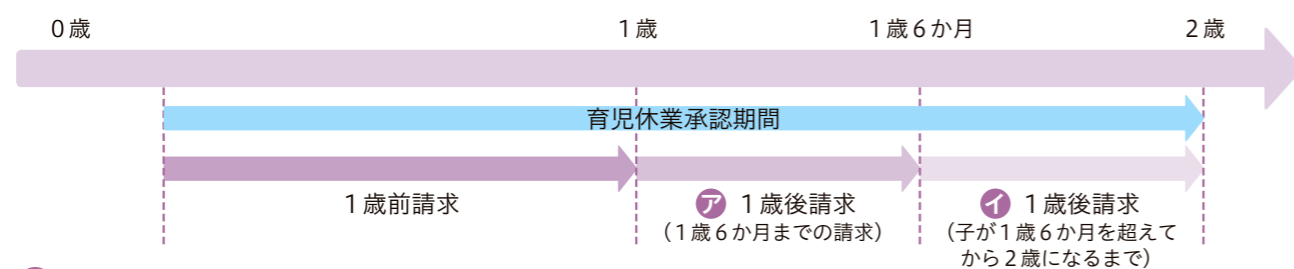 ０歳
１歳
１歳６か月
２歳
育児休業承認期間
１歳前請求
ア １歳後請求
（１歳６か月までの請求）
イ １歳後請求
（子が１歳６か月を超えて
から２歳になるまで）